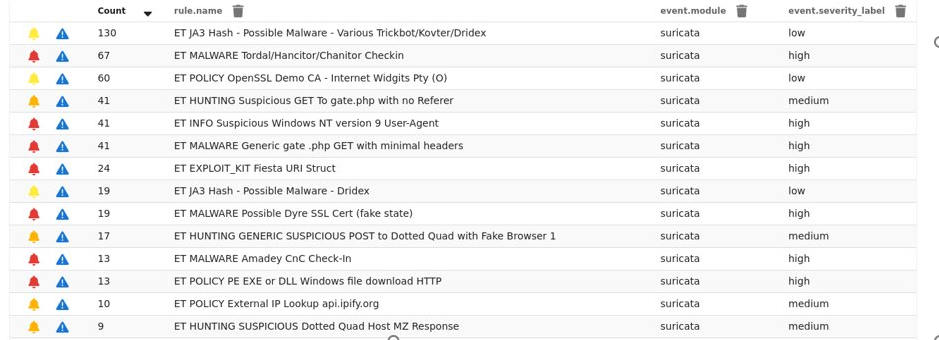 Count rule.name event.module event.severity_label
130 ET JA3 Hash - Possible Malware - Various Trickbot/Kovter/Dridex suricata low
67 ET MALWARE Tordal/Hancitor/Chanitor Checkin suricata high
60 ET POLICY OpenSSL Demo CA - Internet Widgits Pty (O) suricata low
41 ET HUNTING Suspicious GET To gate.php with no Referer suricata medium
41 ET INFO Suspicious Windows NT version 9 User-Agent suricata high
41 ET MALWARE Generic gate .php GET with minimal headers suricata high
24 ET EXPLOIT_KIT Fiesta URI Struct suricata high
19 ET JA3 Hash - Possible Malware - Dridex suricata low
19 ET MALWARE Possible Dyre SSL Cert (fake state) suricata high
17 ET HUNTING GENERIC SUSPICIOUS POST to Dotted Quad with Fake Browser 1 suricata medium
13 ET MALWARE Amadey CnC Check-In suricata high
13 ET POLICY PE EXE or DLL Windows file download HTTP suricata high
10 ET POLICY External IP Lookup api.ipify.org suricata medium
9 ET HUNTING SUSPICIOUS Dotted Quad Host MZ Response suricata medium